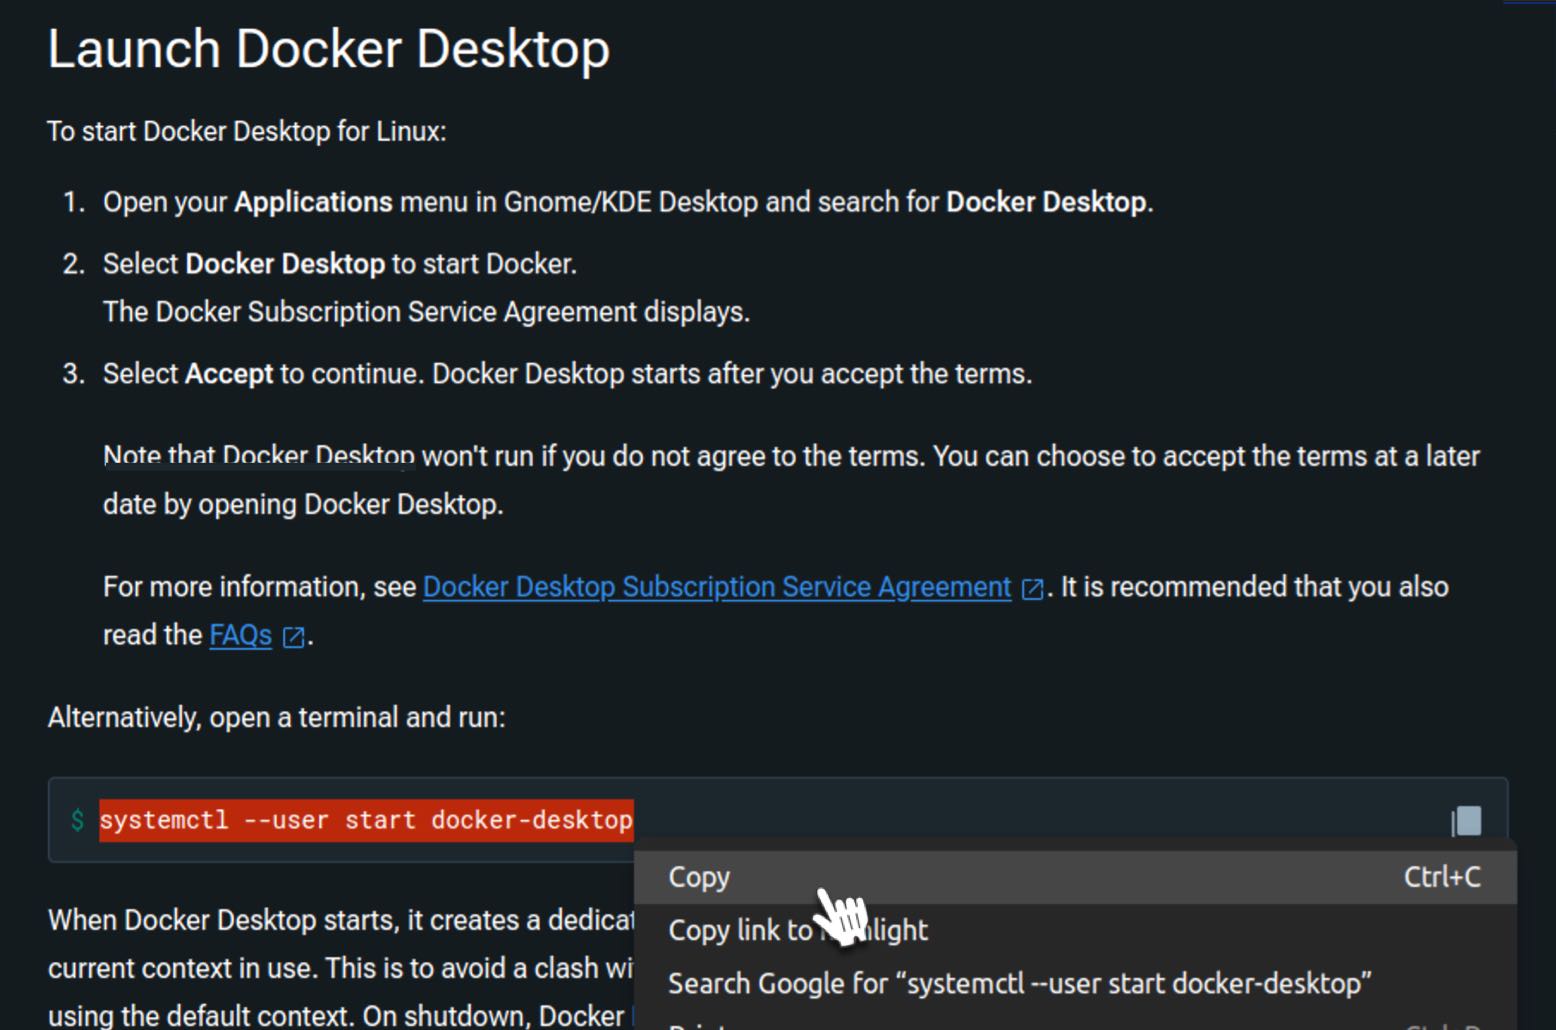 Launch Docker Desktop
To start Docker Desktop for Linux:
1. Open your Applications menu in Gnome/KDE Desktop and search for Docker Desktop.
2. Select Docker Desktop to start Docker.
The Docker Subscription Service Agreement displays.
3. Select Accept to continue. Docker Desktop starts after you accept the terms.
Note that Docker Desktop won't run if you do not agree to the terms. You can choose to accept the terms at a later
date by opening Docker Desktop.
For more information, see Docker Desktop Subscription Service Agreement. It is recommended that you also
read the FAQs.
Alternatively, open a terminal and run:
$ systemctl --user start docker-desktop
Copy Ctrl+C
Copy link to
Search Google for “systemctl --user start docker-desktop”
When Docker Desktop starts, it creates a
current context in use. This is to avoid a clash
using the default context. On shutdown, Docker